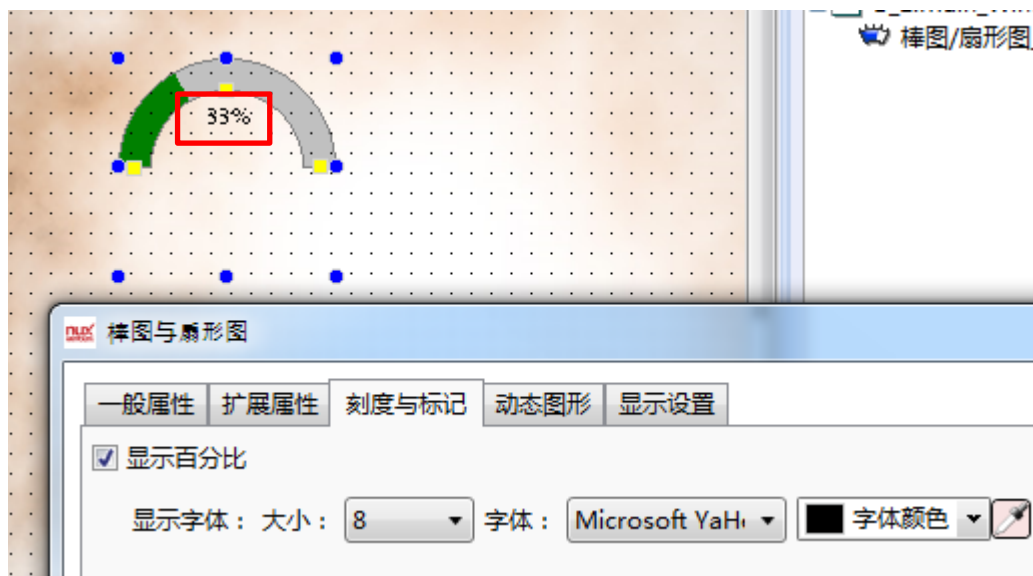 棒图/扇形图
33%
棒图与扇形图
一般属性 扩展属性 刻度与标记 动态图形 显示设置
显示百分比
显示字体： 大小： 8 字体： Microsoft YaH 字体颜色